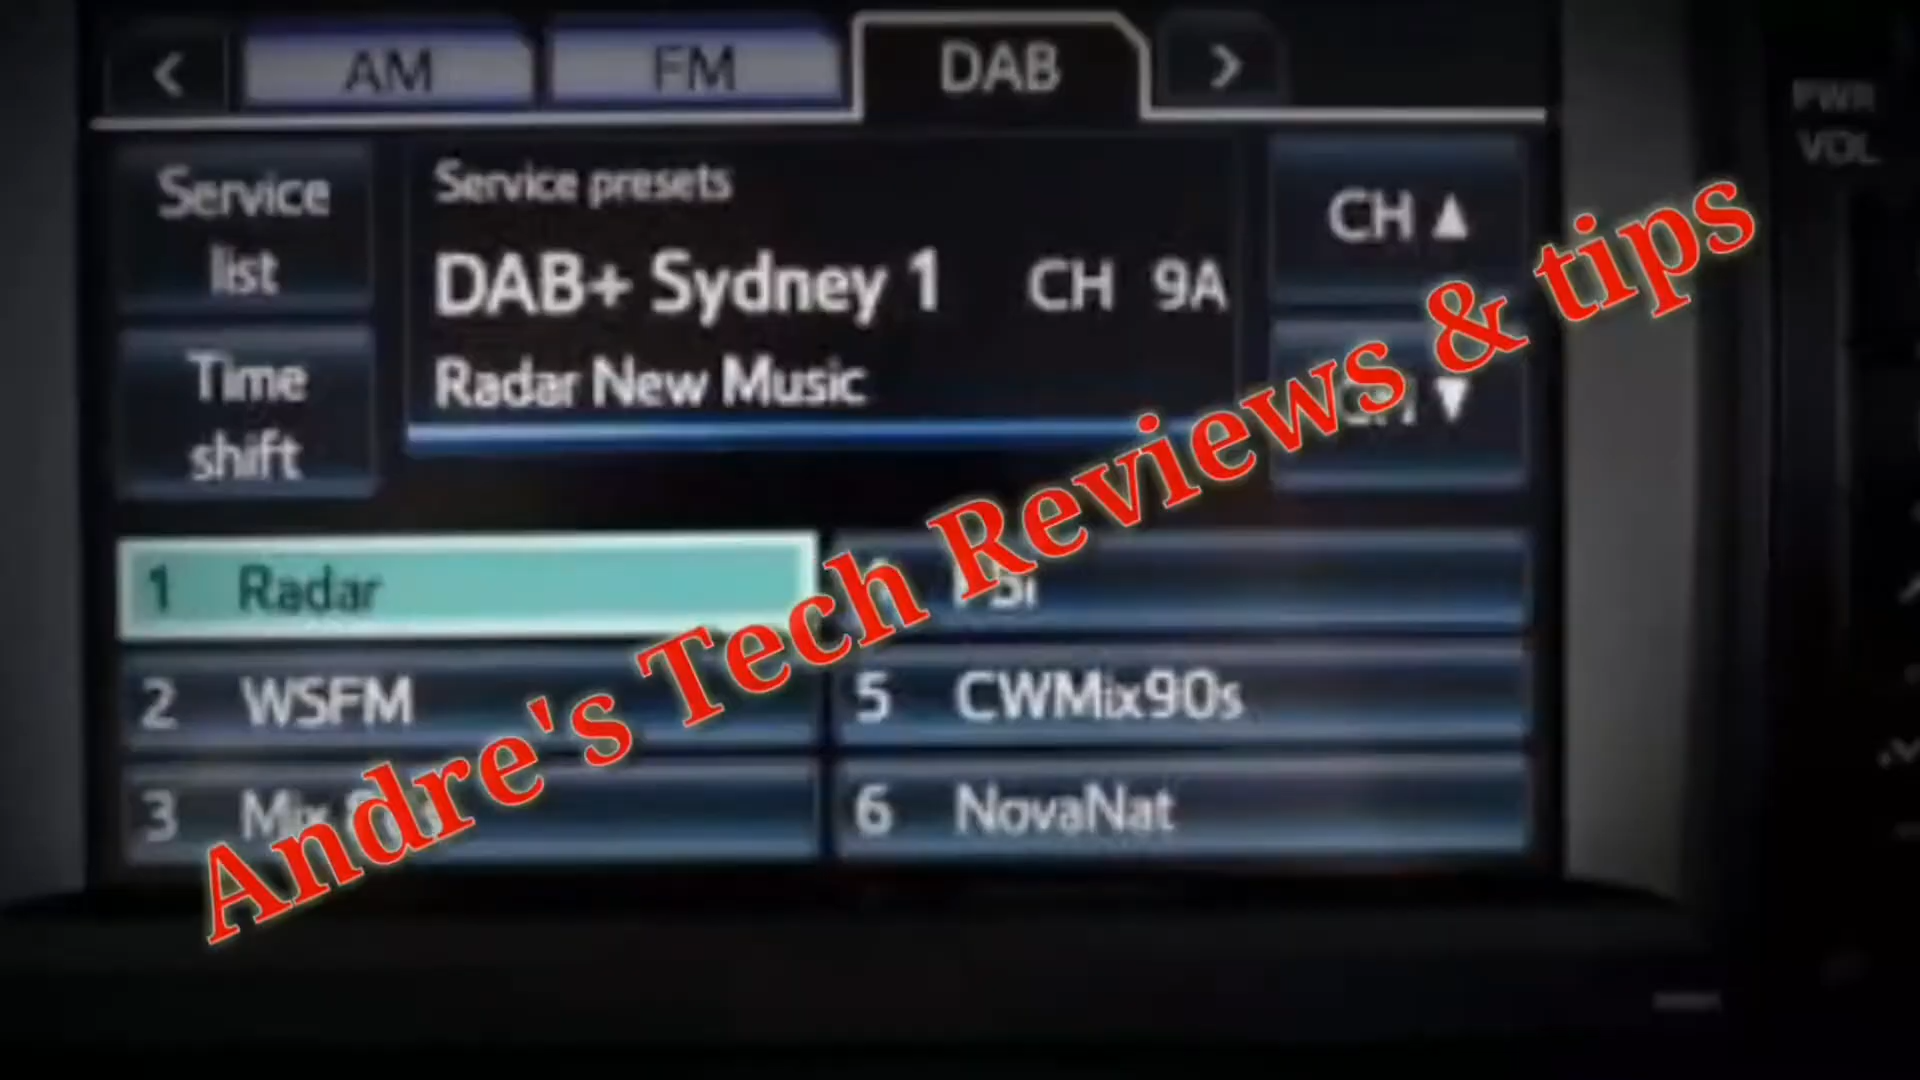 AM
FM
DAB
PWR
VOL
Service
list
Service presets
DAB+ Sydney 1 CH 9A
Radar New Music
CH ▲
▼
Time
shift
Andre's Tech Reviews & tips
1 Radar
2 WSFM
3 Mix
5 CWMix90s
6 NovaNat